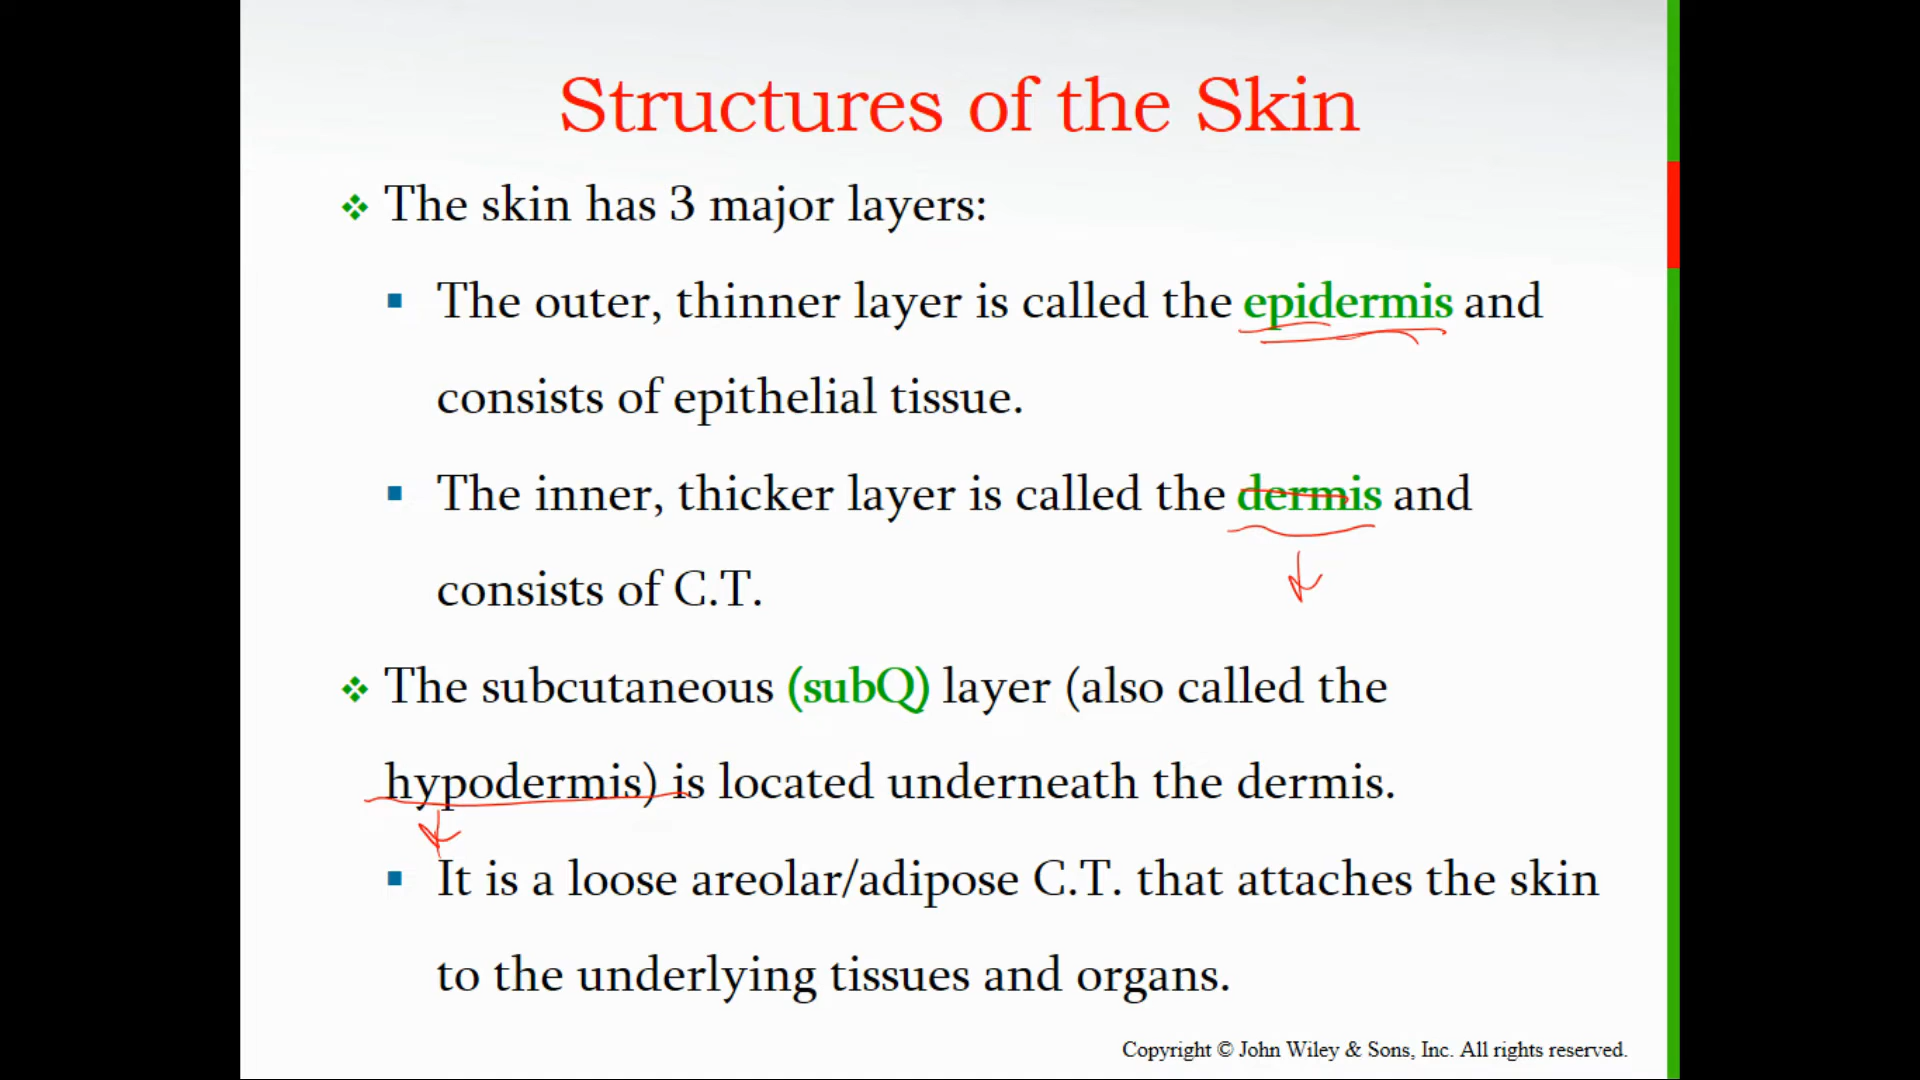 Structures of the Skin
The skin has 3 major layers:
The outer, thinner layer is called the epidermis and
consists of epithelial tissue.
The inner, thicker layer is called the dermis and
consists of C.T.
The subcutaneous (subQ) layer (also called the
hypodermis) is located underneath the dermis.
It is a loose areolar/adipose C.T. that attaches the skin
to the underlying tissues and organs.
Copyright © John Wiley & Sons, Inc. All rights reserved.